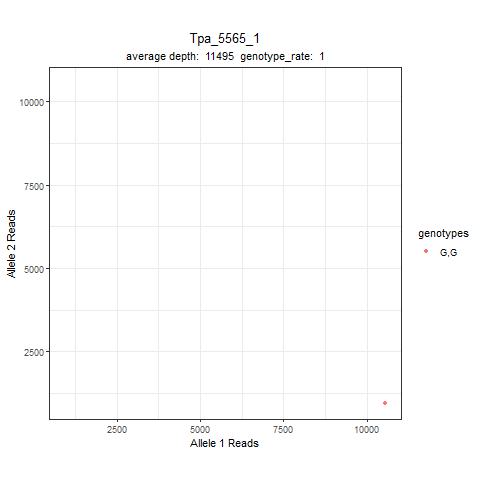 Tpa_5565_1
average depth:  11495  genotype_rate:  1
10000
7500
5000
2500
Allele 2 Reads
genotypes
G,G
2500
5000
7500
10000
Allele 1 Reads